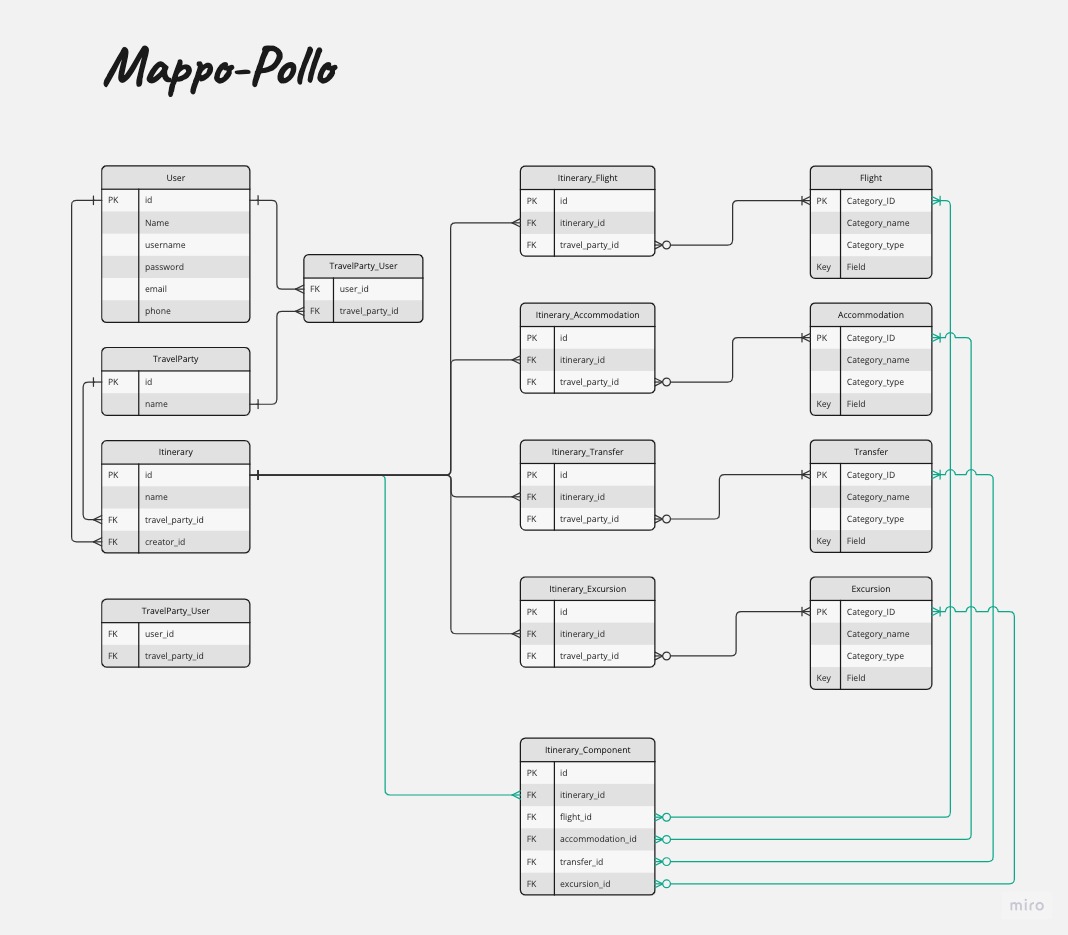 Mappo-Pollo
User
PK id
Name
username
password
email
phone
TravelParty_User
FK user_id
FK travel_party_id
TravelParty
PK id
name
Itinerary
PK id
name
FK travel_party_id
FK creator_id
TravelParty_User
FK user_id
FK travel_party_id
Itinerary_Flight
PK id
FK itinerary_id
FK travel_party_id
Itinerary_Accommodation
PK id
FK itinerary_id
FK travel_party_id
Itinerary_Transfer
PK id
FK itinerary_id
FK travel_party_id
Itinerary_Excursion
PK id
FK itinerary_id
FK travel_party_id
Itinerary_Component
PK id
FK itinerary_id
FK flight_id
FK accommodation_id
FK transfer_id
FK excursion_id
Flight
PK Category_ID
Category_name
Category_type
Key Field
Accommodation
PK Category_ID
Category_name
Category_type
Key Field
Transfer
PK Category_ID
Category_name
Category_type
Key Field
Excursion
PK Category_ID
Category_name
Category_type
Key Field
miro